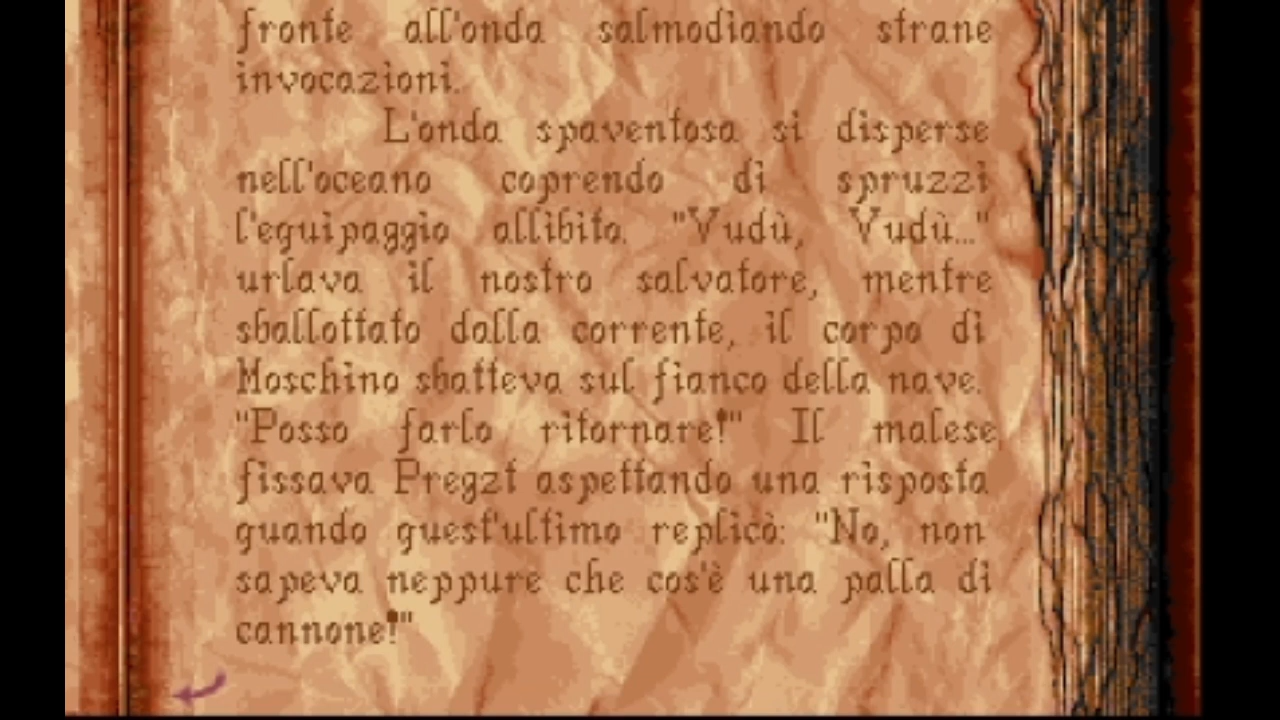 fronte all'onda salmodiando strane
invocazioni.
L'onda spaventosa si disperse
nell'oceano coprendo di spruzzi
l'equipaggio allibito. "Vudù, Vudù..."
urlava il nostro salvatore, mentre
sballottato dalla corrente, il corpo di
Moschino sbatteva sul fianco della nave.
"Posso farlo ritornare!" Il malese
fissava Pregzt aspettando una risposta
quando quest'ultimo replicò: "No, non
sapeva neppure che cos'è una palla di
cannone!"